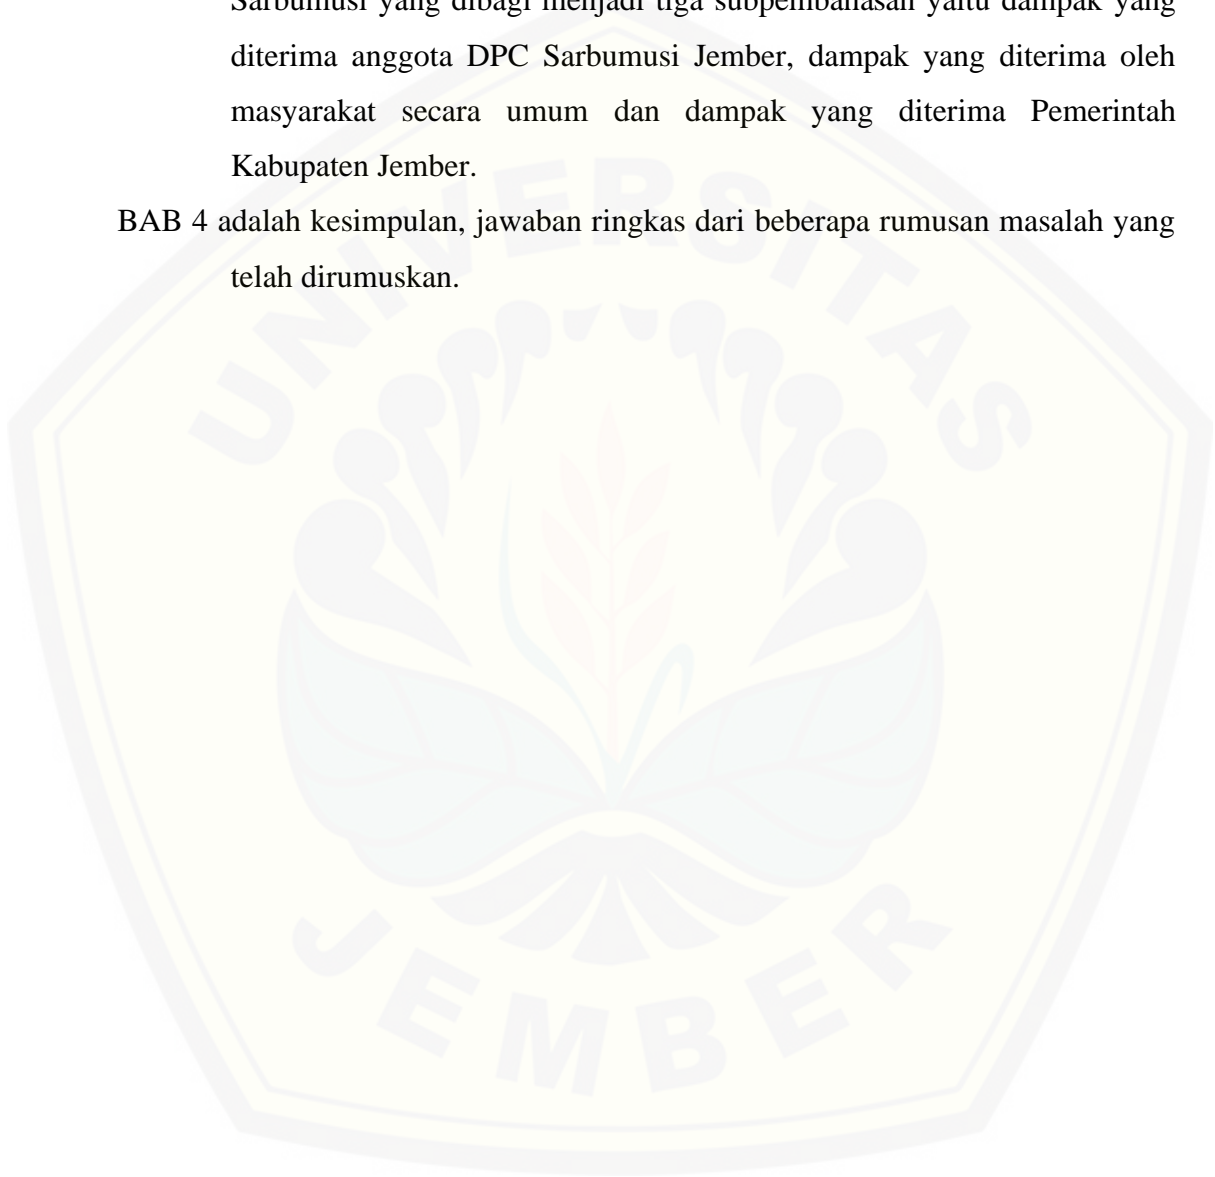 Sarbumusi yang dibagi menjadi tiga subpembahasan yaitu dampak yang
diterima anggota DPC Sarbumusi Jember, dampak yang diterima oleh
masyarakat secara umum dan dampak yang diterima Pemerintah
Kabupaten Jember.
BAB 4 adalah kesimpulan, jawaban ringkas dari beberapa rumusan masalah yang
telah dirumuskan.
UNIVERSITAS
JEMBER